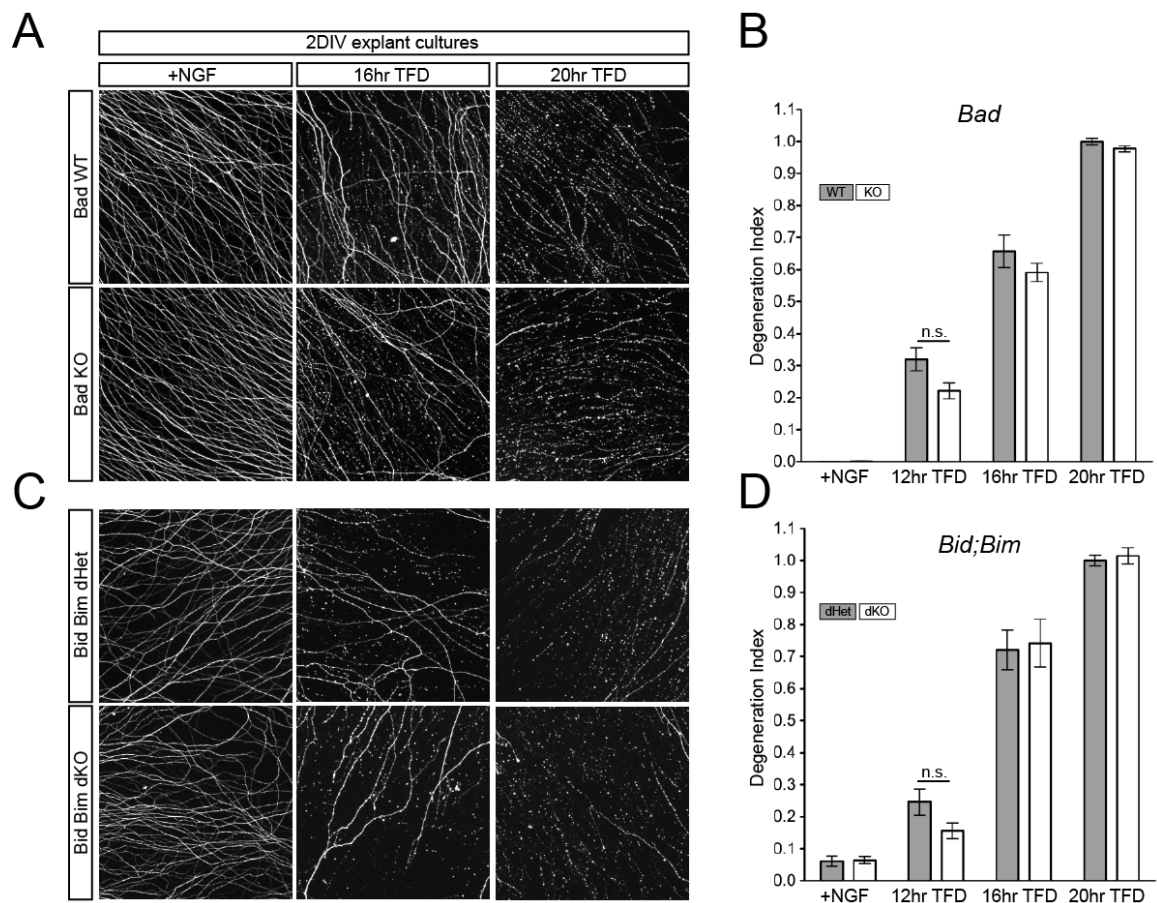 A
2DIV explant cultures
+NGF
16hr TFD
20hr TFD
Bad WT
Bad KO
B
Bad
Degeneration Index
1.1
1.0
0.9
0.8
0.7
0.6
0.5
0.4
0.3
0.2
0.1
0.0
WT
KO
n.s.
+NGF
12hr TFD
16hr TFD
20hr TFD
C
Bid Bim dHet
Bid Bim dKO
D
Bid;Bim
Degeneration Index
1.1
1.0
0.9
0.8
0.7
0.6
0.5
0.4
0.3
0.2
0.1
0.0
dHet
dKO
n.s.
+NGF
12hr TFD
16hr TFD
20hr TFD